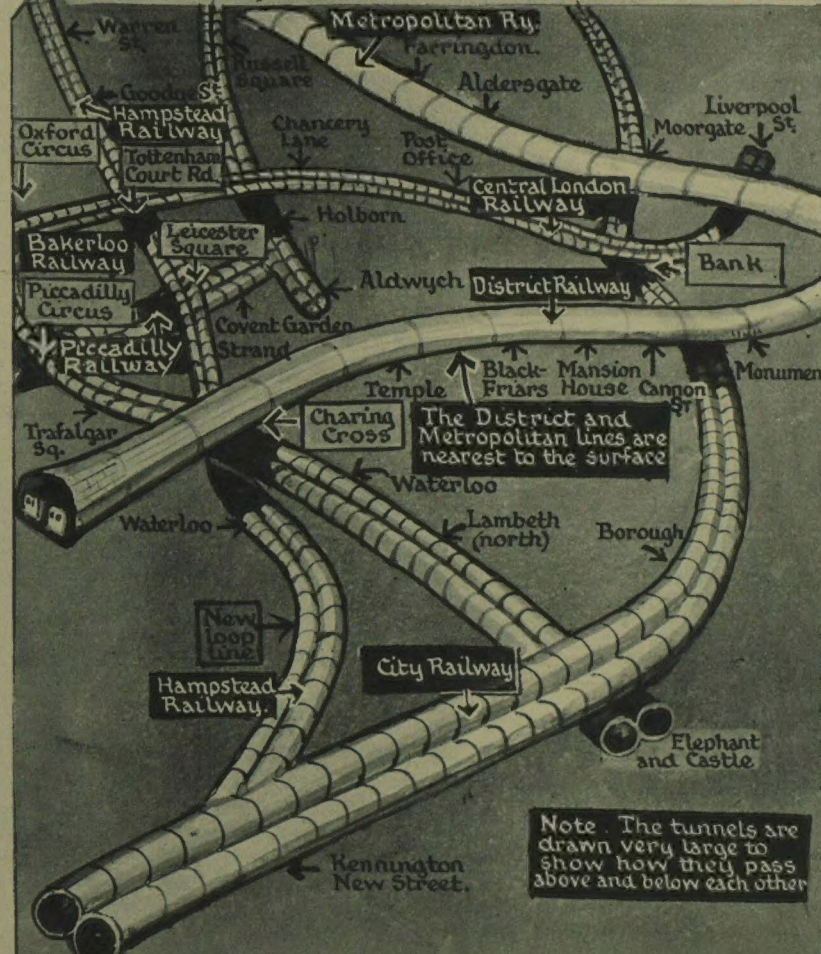 Warren
St.
Metropolitan Ry.
Farringdon.
Russell
Square
Goodge
St.
Aldersgate
Hampstead
Railway
Liverpool
St.
Moorgate
Oxford
Circus
Chancery
Lane
Post
Office
Tottenham
Court Rd.
Central London
Railway
Holborn
Leicester
Square
Bakerloo
Railway
Bank
Aldwych
District Railway
Piccadilly
Circus
Covent Garden
Strand
Piccadilly
Railway
Temple
Black-
Friars
Mansion
House
Cannon
St
Monumen
Trafalgar
Sq.
Charing
Cross
The District and
Metropolitan lines are
nearest to the surface
Waterloo
Waterloo
Lambeth
(north)
Borough
New
loop
line
City Railway
Hampstead
Railway.
Elephant
and Castle
Note. The tunnels are
drawn very large to
show how they pass
above and below each other
Kennington
New Street.